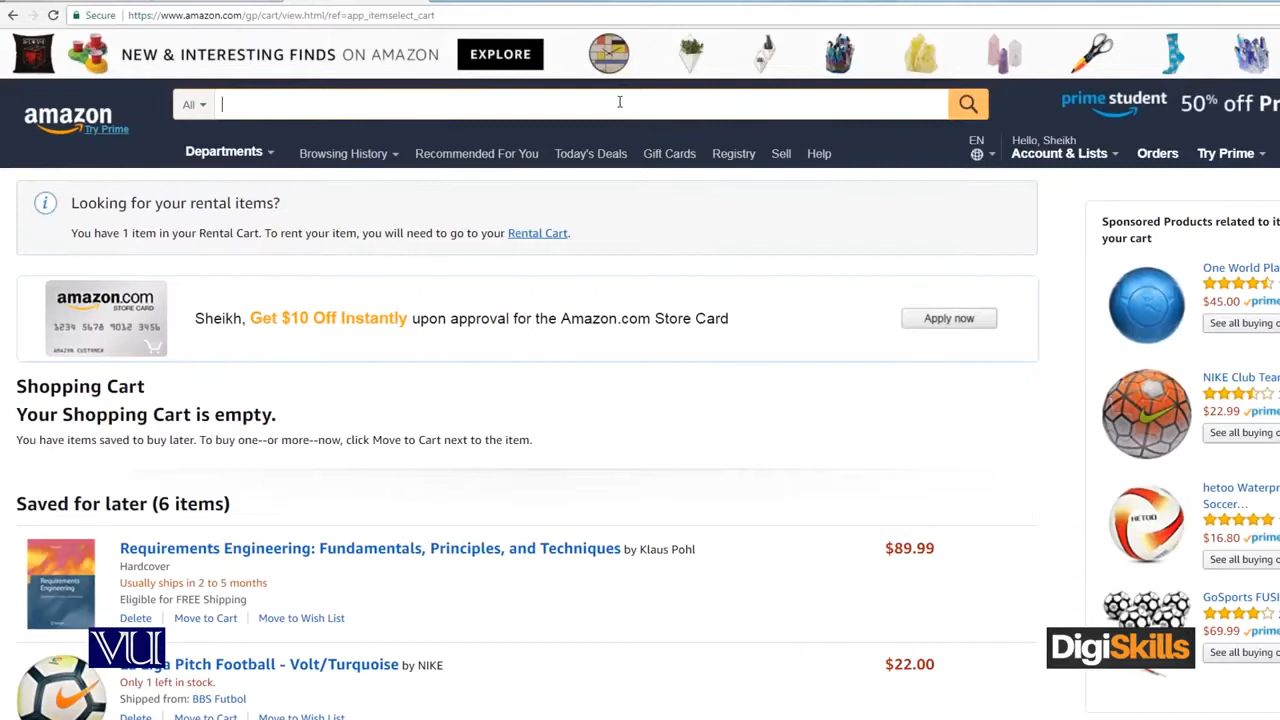 Secure | https://www.amazon.com/gp/cart/view.html/ref=app_itemselect_cart
NEW & INTERESTING FINDS ON AMAZON EXPLORE
amazon
Try Prime
All
prime student 50% off Pr
Departments Browsing History Recommended For You Today's Deals Gift Cards Registry Sell Help
EN
Hello, Sheikh
Account & Lists Orders Try Prime
Looking for your rental items?
You have 1 item in your Rental Cart. To rent your item, you will need to go to your Rental Cart.
amazon.com
STORE CARD
1234 5678 9012 3456
AMAZON CUSTOMER
Sheikh, Get $10 Off Instantly upon approval for the Amazon.com Store Card
Apply now
Shopping Cart
Your Shopping Cart is empty.
You have items saved to buy later. To buy one--or more--now, click Move to Cart next to the item.
Saved for later (6 items)
Requirements Engineering: Fundamentals, Principles, and Techniques by Klaus Pohl $89.99
Hardcover
Usually ships in 2 to 5 months
Eligible for FREE Shipping
Delete Move to Cart Move to Wish List
Requirements
Engineering
Pitch Football - Volt/Turquoise by NIKE $22.00
Only 1 left in stock.
Shipped from: BBS Futbol
Delete Move to Cart Move to Wish List
Sponsored Products related to it
your cart
One World Pla
$45.00 prime
See all buying o
NIKE Club Tea
$22.99 prime
See all buying o
HETOO
hetoo Waterpr
Soccer...
$16.80 prime
See all buying o
GoSports FUSI
$69.99 prime
See all buying o
VU
DigiSkills